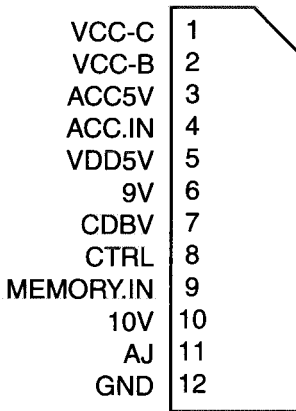 VCC-C 1
VCC-B 2
ACC5V 3
ACC.IN 4
VDD5V 5
9V 6
CDBV 7
CTRL 8
MEMORY.IN 9
10V 10
AJ 11
GND 12